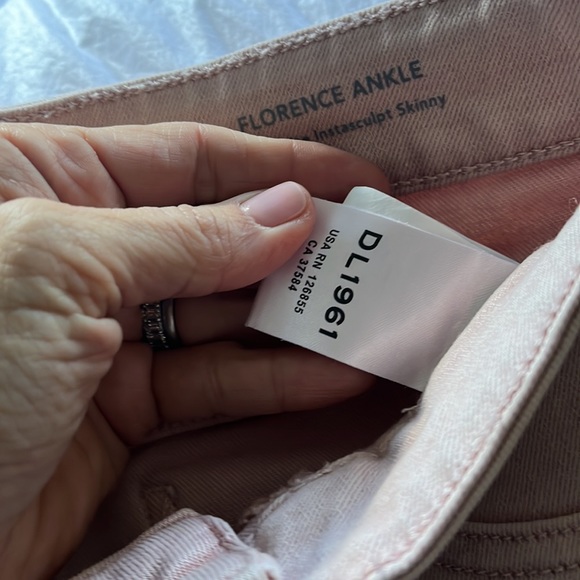 FLORENCE ANKLE
Instasculpt Skinny
DL1961
USA RN 126855
CA 37584